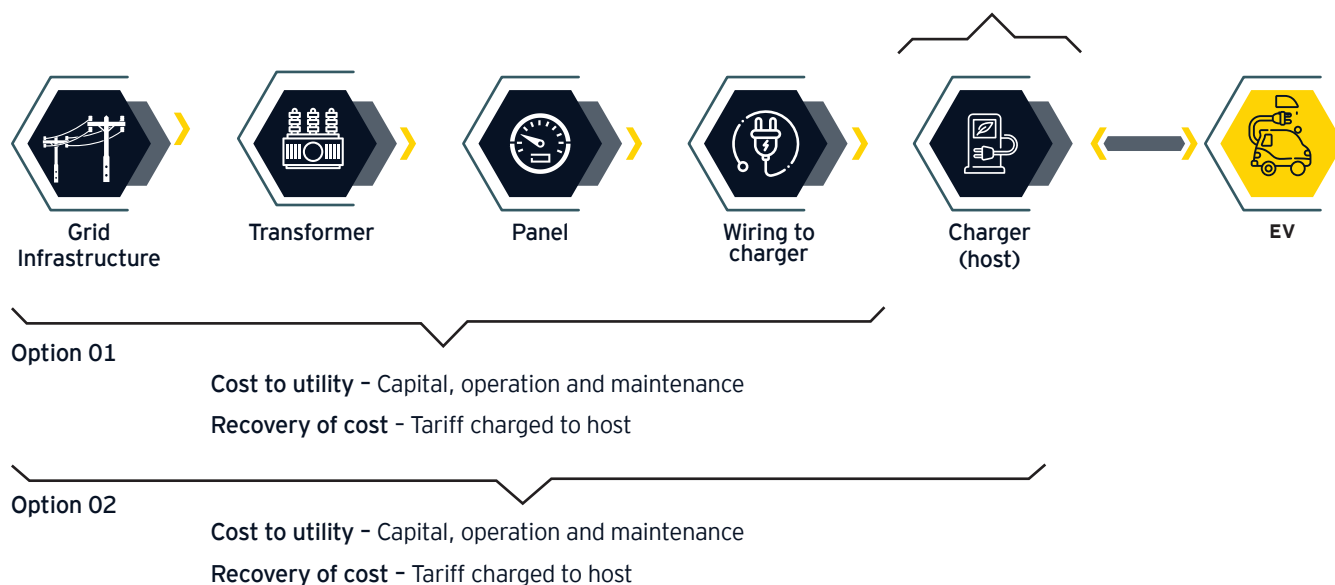 Grid
Infrastructure
Transformer
Panel
Wiring to
charger
Charger
(host)
EV
Option 01
Cost to utility – Capital, operation and maintenance
Recovery of cost – Tariff charged to host
Option 02
Cost to utility – Capital, operation and maintenance
Recovery of cost – Tariff charged to host